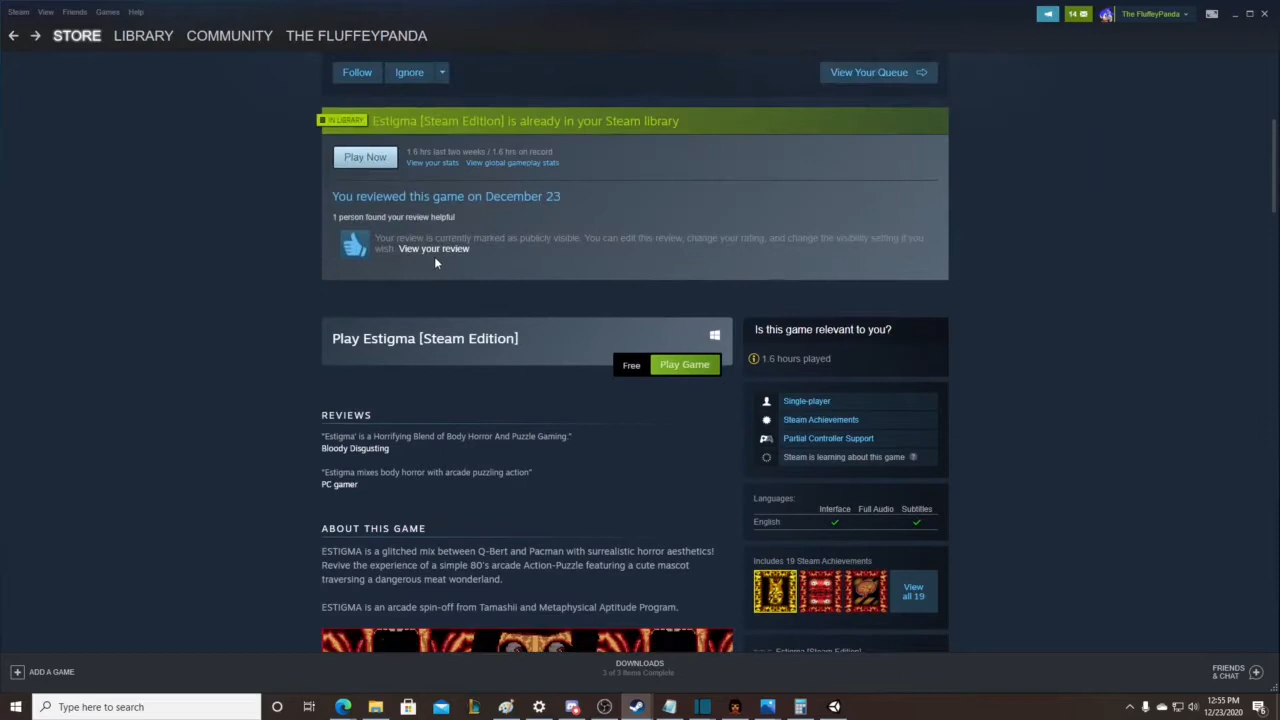 Steam View Friends Games Help
14
The FluffeyPanda
STORE LIBRARY COMMUNITY THE FLUFFEYPANDA
Follow Ignore View Your Queue
IN LIBRARY Estigma [Steam Edition] is already in your Steam library
Play Now
1.6 hrs last two weeks / 1.6 hrs on record
View your stats View global gameplay stats
You reviewed this game on December 23
1 person found your review helpful
Your review is currently marked as publicly visible. You can edit this review, change your rating, and change the visibility setting if you
wish. View your review
Play Estigma [Steam Edition]
Free Play Game
Is this game relevant to you?
1.6 hours played
Single-player
Steam Achievements
Partial Controller Support
Steam is learning about this game ?
REVIEWS
"Estigma' is a Horrifying Blend of Body Horror And Puzzle Gaming."
Bloody Disgusting
"Estigma mixes body horror with arcade puzzling action"
PC gamer
Languages:
Interface Full Audio Subtitles
English
ABOUT THIS GAME
ESTIGMA is a glitched mix between Q-Bert and Pacman with surrealistic horror aesthetics!
Revive the experience of a simple 80's arcade Action-Puzzle featuring a cute mascot
traversing a dangerous meat wonderland.
ESTIGMA is an arcade spin-off from Tamashii and Metaphysical Aptitude Program.
Includes 19 Steam Achievements
View
all 19
Estigma [Steam Edition]
ADD A GAME
DOWNLOADS
3 of 3 Items Complete
FRIENDS
& CHAT
Type here to search
12:55 PM
12/23/2020